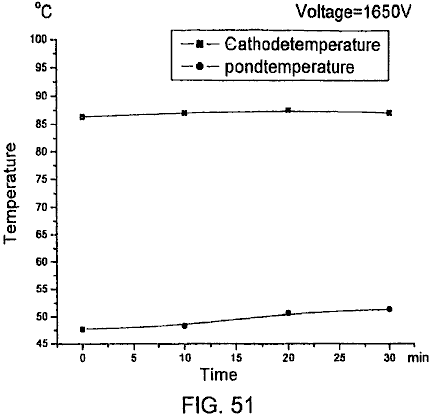 °C
Voltage=1650V
Cathodetemperature
pondtemperature
100
95
90
85
80
75
70
65
60
55
50
45
Temperature
0 5 10 15 20 25 30 min
Time
FIG. 51